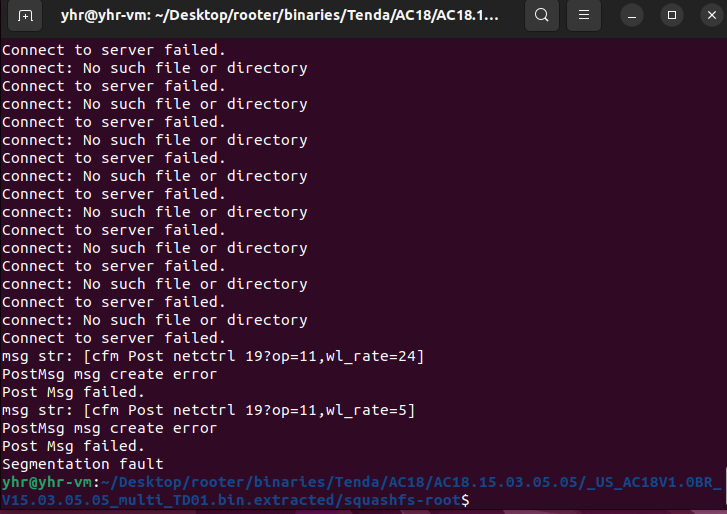 yhr@yhr-vm: ~/Desktop/rooter/binaries/Tenda/AC18/AC18.1...
Connect to server failed.
connect: No such file or directory
Connect to server failed.
connect: No such file or directory
Connect to server failed.
connect: No such file or directory
Connect to server failed.
connect: No such file or directory
Connect to server failed.
connect: No such file or directory
Connect to server failed.
connect: No such file or directory
Connect to server failed.
connect: No such file or directory
Connect to server failed.
connect: No such file or directory
Connect to server failed.
msg str: [cfm Post netctrl 19?op=11,wl_rate=24]
PostMsg msg create error
Post Msg failed.
msg str: [cfm Post netctrl 19?op=11,wl_rate=5]
PostMsg msg create error
Post Msg failed.
Segmentation fault
yhr@yhr-vm:~/Desktop/rooter/binaries/Tenda/AC18/AC18.15.03.05.05/_US_AC18V1.0BR_
V15.03.05.05_multi_TD01.bin.extracted/squashfs-root$